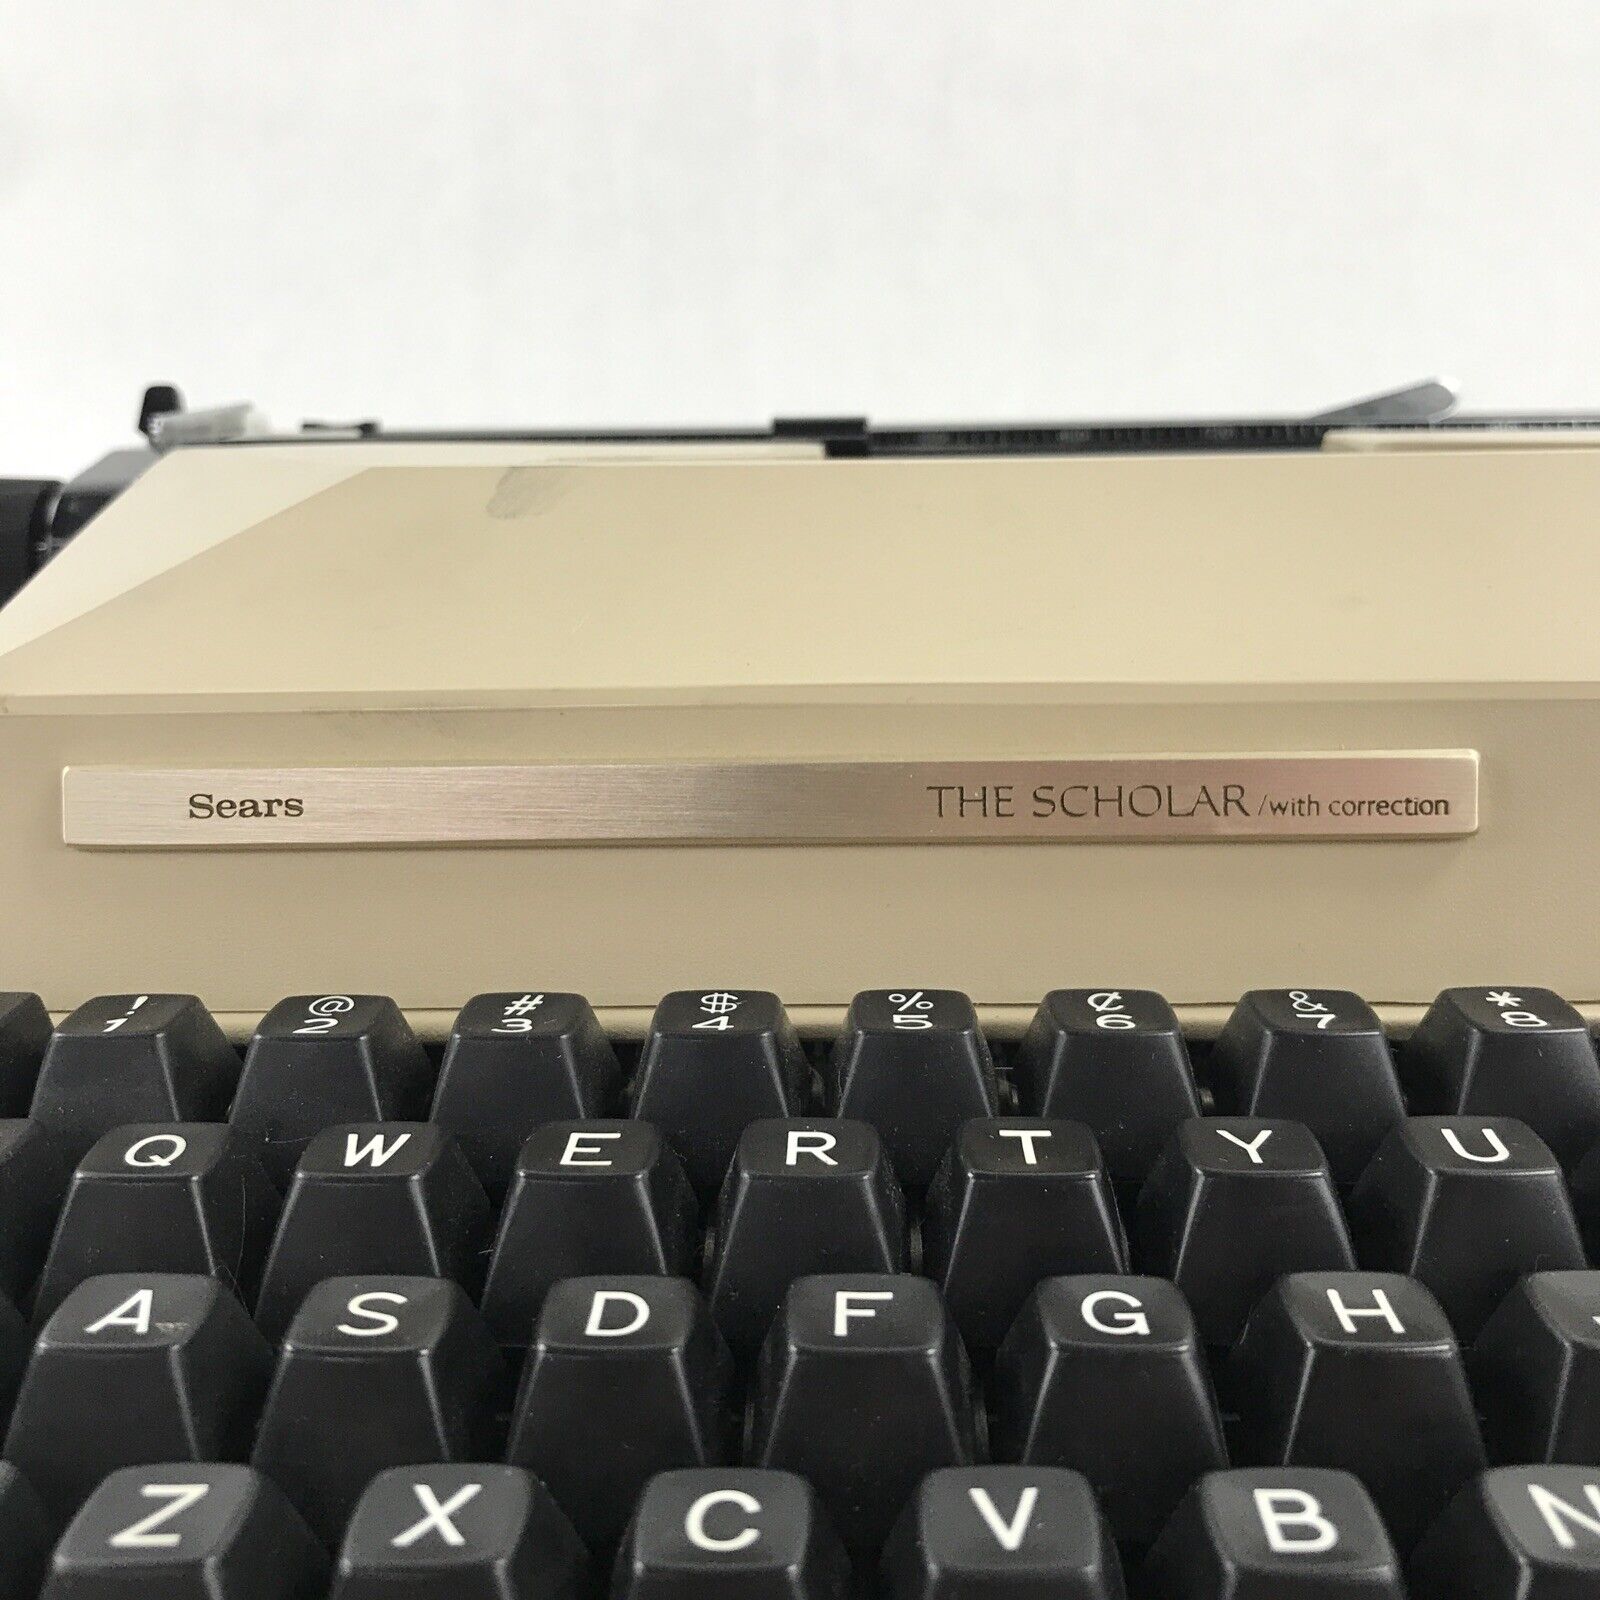 Sears THE SCHOLAR /with correction
! @ # $ % ¢ & *
1 2 3 4 5 6 7 8
Q W E R T Y U
A S D F G H
Z X C V B N